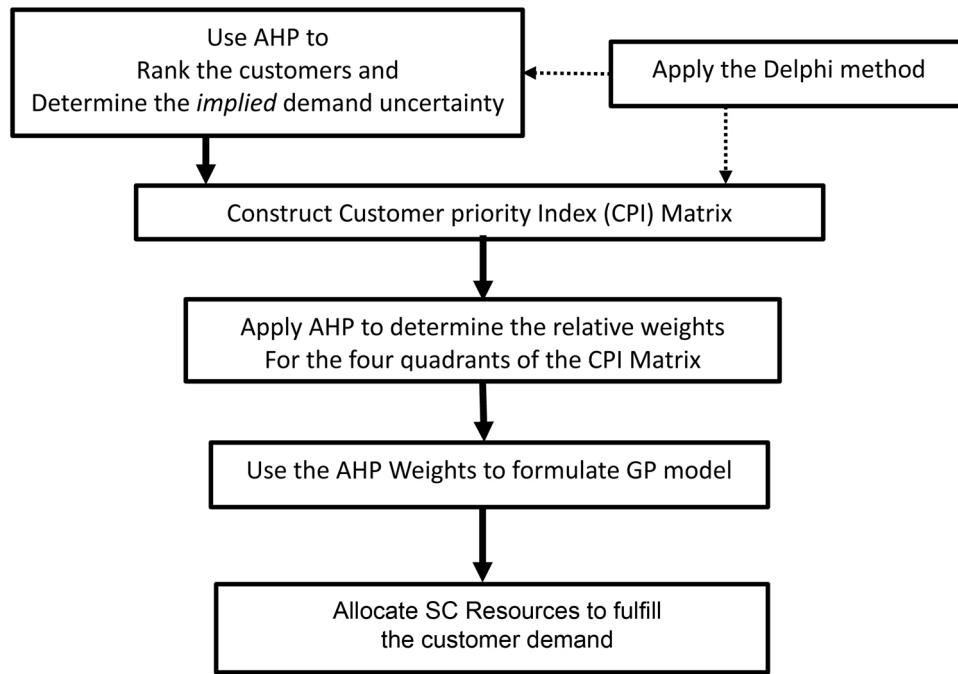 Use AHP to
Rank the customers and
Determine the implied demand uncertainty
Apply the Delphi method
Construct Customer priority Index (CPI) Matrix
Apply AHP to determine the relative weights
For the four quadrants of the CPI Matrix
Use the AHP Weights to formulate GP model
Allocate SC Resources to fulfill
the customer demand